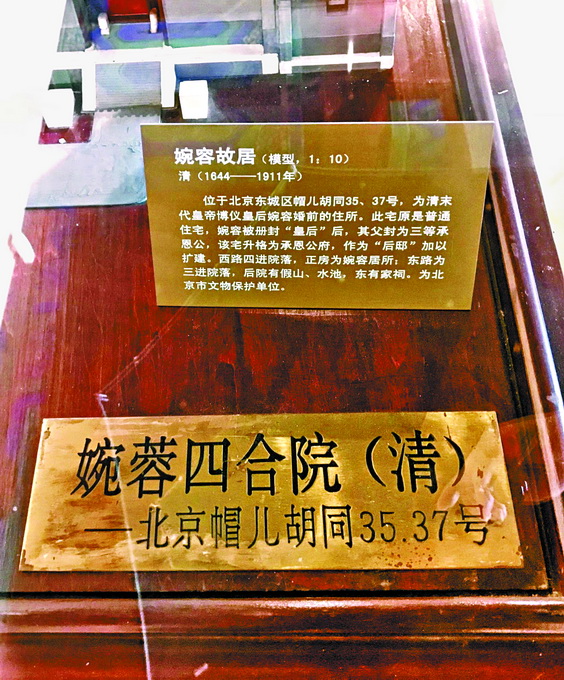 婉容故居（模型，1：10）
清（1644——1911年）
位于北京东城区帽儿胡同35、37号，为清末
代皇帝博仪皇后婉容婚前的住所。此宅原是普通
住宅，婉容被册封“皇后”后，其父封为三等承
恩公，该宅升格为承恩公府，作为“后邸”加以
扩建。西路四进院落，正房为婉容居所；东路为
三进院落，后院有假山、水池，东有家祠。为北
京市文物保护单位。
婉蓉四合院（清）
—北京帽儿胡同35.37号